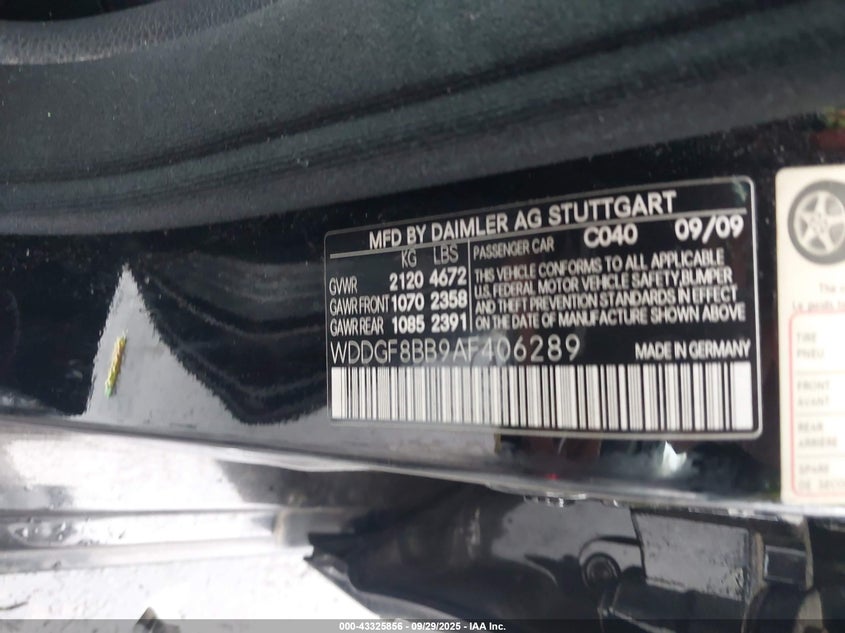 MFD BY DAIMLER AG STUTTGART C040 09/09
KG LBS
GVWR 2120 4672
GAWR FRONT 1070 2358
GAWR REAR 1085 2391
PASSENGER CAR
THIS VEHICLE CONFORMS TO ALL APPLICABLE
U.S. FEDERAL MOTOR VEHICLE SAFETY, BUMPER
AND THEFT PREVENTION STANDARDS IN EFFECT
ON THE DATE OF MANUFACTURE SHOWN ABOVE
WDDGF8BB9AF406289
MADE IN GERMANY
TIRE
PNEU
FRONT
AVANT
REAR
ARRIÈRE
SPARE
DE
000-43325856 - 09/29/2025 - IAA Inc.